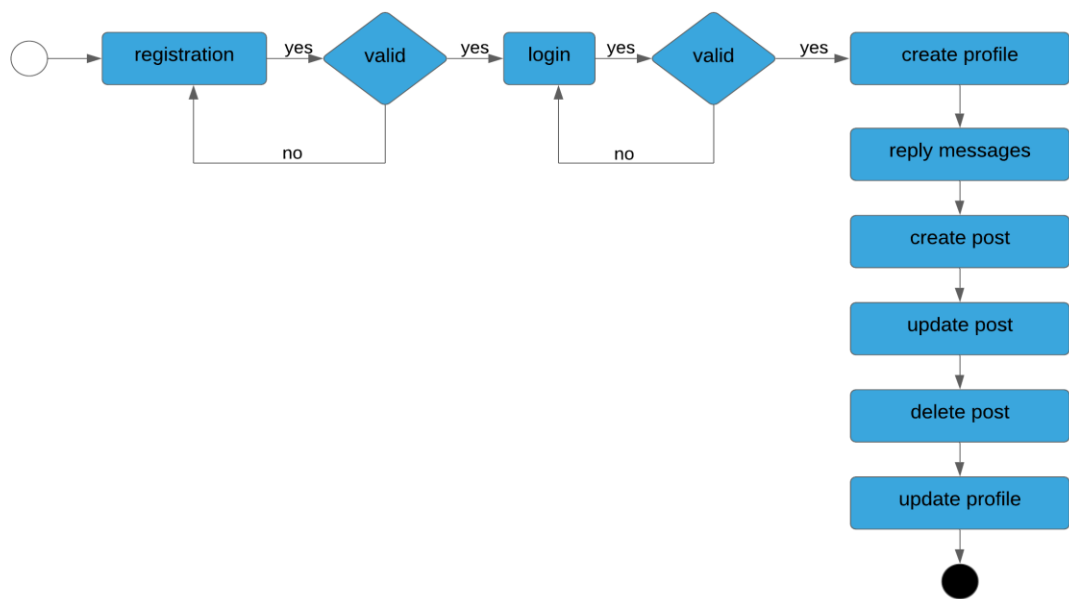 registration
yes
valid
yes
login
yes
valid
yes
create profile
no
no
reply messages
create post
update post
delete post
update profile